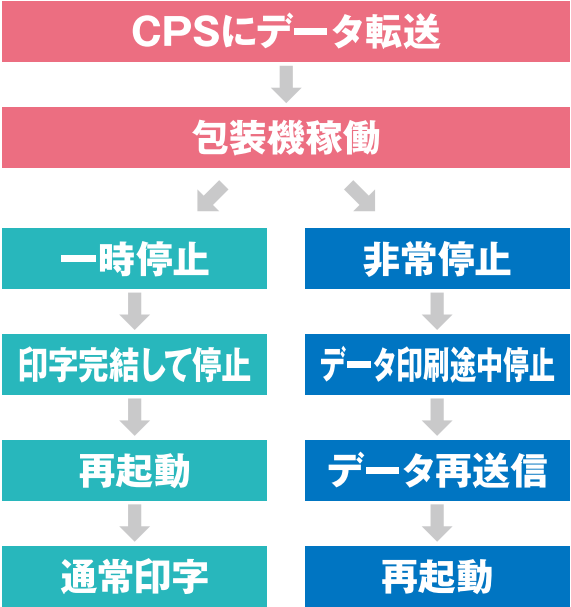 CPSにデータ転送
包装機稼働
一時停止
非常停止
印字完結して停止
データ印刷途中停止
再起動
データ再送信
通常印字
再起動